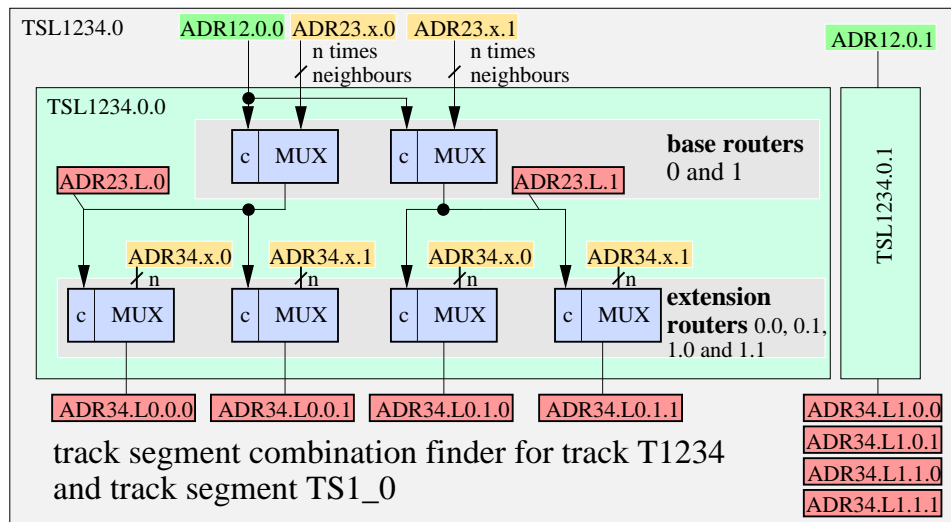 TSL1234.0
ADR12.0.0
ADR23.x.0
ADR23.x.1
ADR12.0.1
n times
neighbours
n times
neighbours
TSL1234.0.0
c MUX
c MUX
base routers
0 and 1
ADR23.L.0
ADR23.L.1
TSL1234.0.1
ADR34.x.0
ADR34.x.1
ADR34.x.0
ADR34.x.1
n
n
n
n
c MUX
c MUX
c MUX
c MUX
extension
routers 0.0, 0.1,
1.0 and 1.1
ADR34.L0.0.0
ADR34.L0.0.1
ADR34.L0.1.0
ADR34.L0.1.1
ADR34.L1.0.0
ADR34.L1.0.1
ADR34.L1.1.0
ADR34.L1.1.1
track segment combination finder for track T1234
and track segment TS1_0